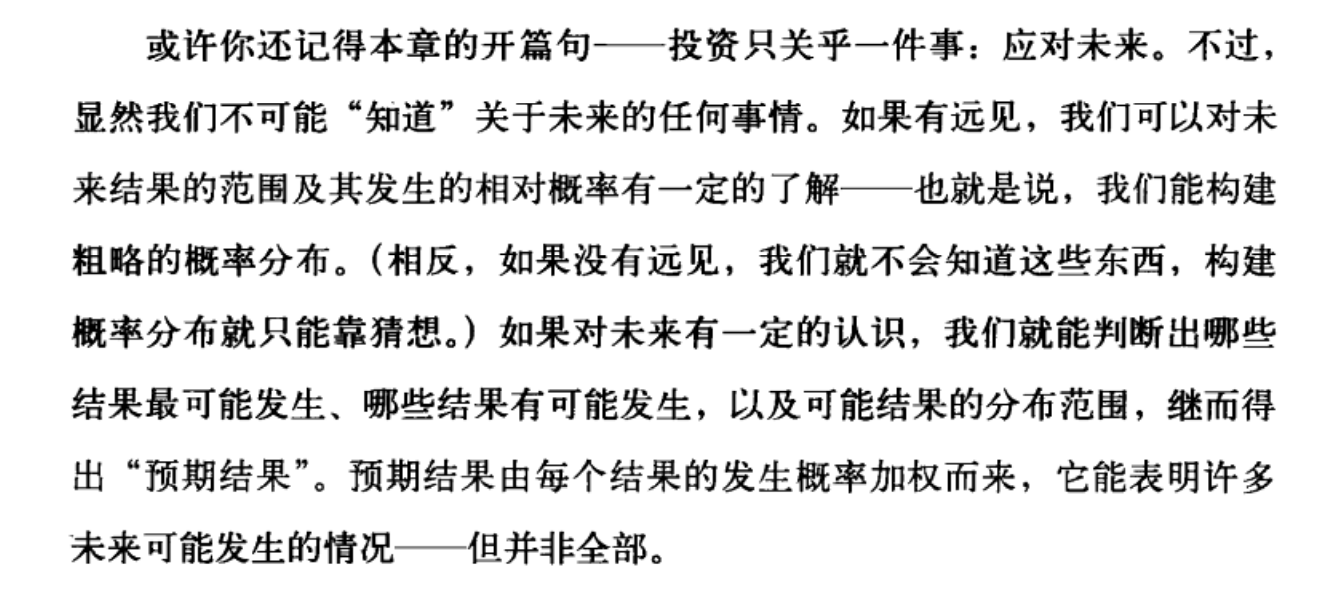 或许你还记得本章的开篇句——投资只关乎一件事：应对未来。不过，
显然我们不可能“知道”关于未来的任何事情。如果有远见，我们可以对未
来结果的范围及其发生的相对概率有一定的了解——也就是说，我们能构建
粗略的概率分布。（相反，如果没有远见，我们就不会知道这些东西，构建
概率分布就只能靠猜想。）如果对未来有一定的认识，我们就能判断出哪些
结果最可能发生、哪些结果有可能发生，以及可能结果的分布范围，继而得
出“预期结果”。预期结果由每个结果的发生概率加权而来，它能表明许多
未来可能发生的情况——但并非全部。